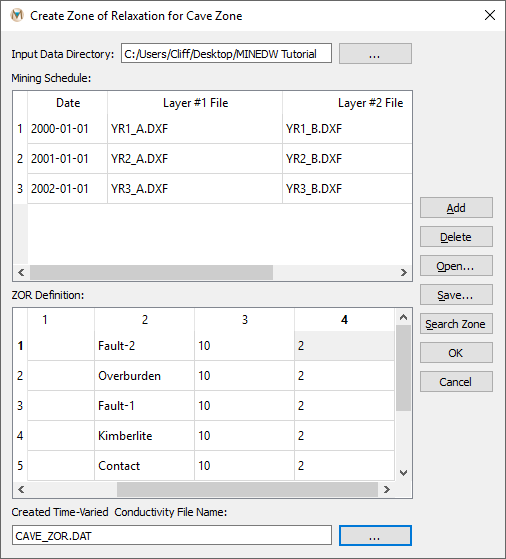 Create Zone of Relaxation for Cave Zone
Input Data Directory: C:/Users/Cliff/Desktop/MINEDW Tutorial ...
Mining Schedule:
Date Layer #1 File Layer #2 File
1 2000-01-01 YR1_A.DXF YR1_B.DXF
2 2001-01-01 YR2_A.DXF YR2_B.DXF
3 2002-01-01 YR3_A.DXF YR3_B.DXF
Add
Delete
Open...
Save...
Search Zone
OK
Cancel
ZOR Definition:
1 2 3 4
1 Fault-2 10 2
2 Overburden 10 2
3 Fault-1 10 2
4 Kimberlite 10 2
5 Contact 10 2
Created Time-Varied Conductivity File Name:
CAVE_ZOR.DAT ...